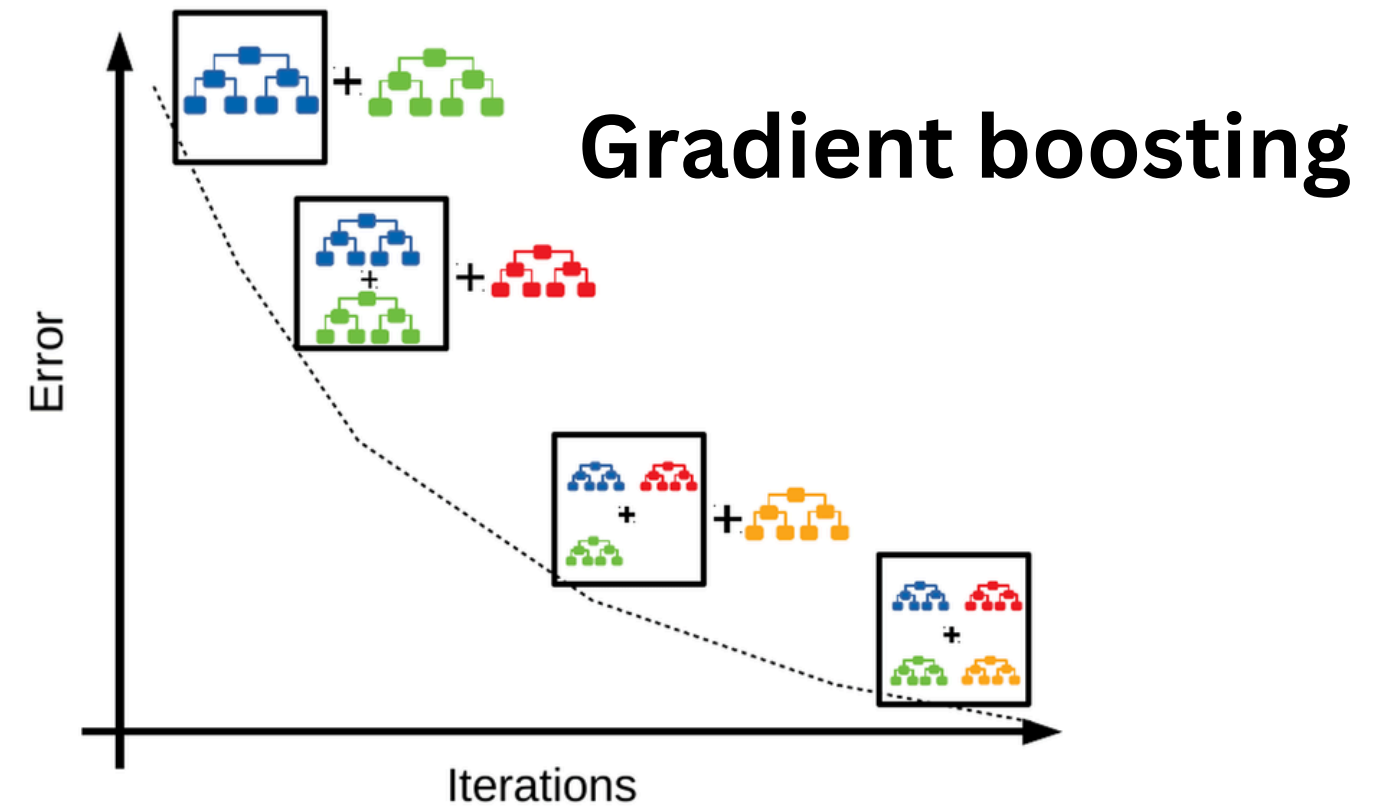 Gradient boosting
+
+
+
+
+
+
Error
Iterations